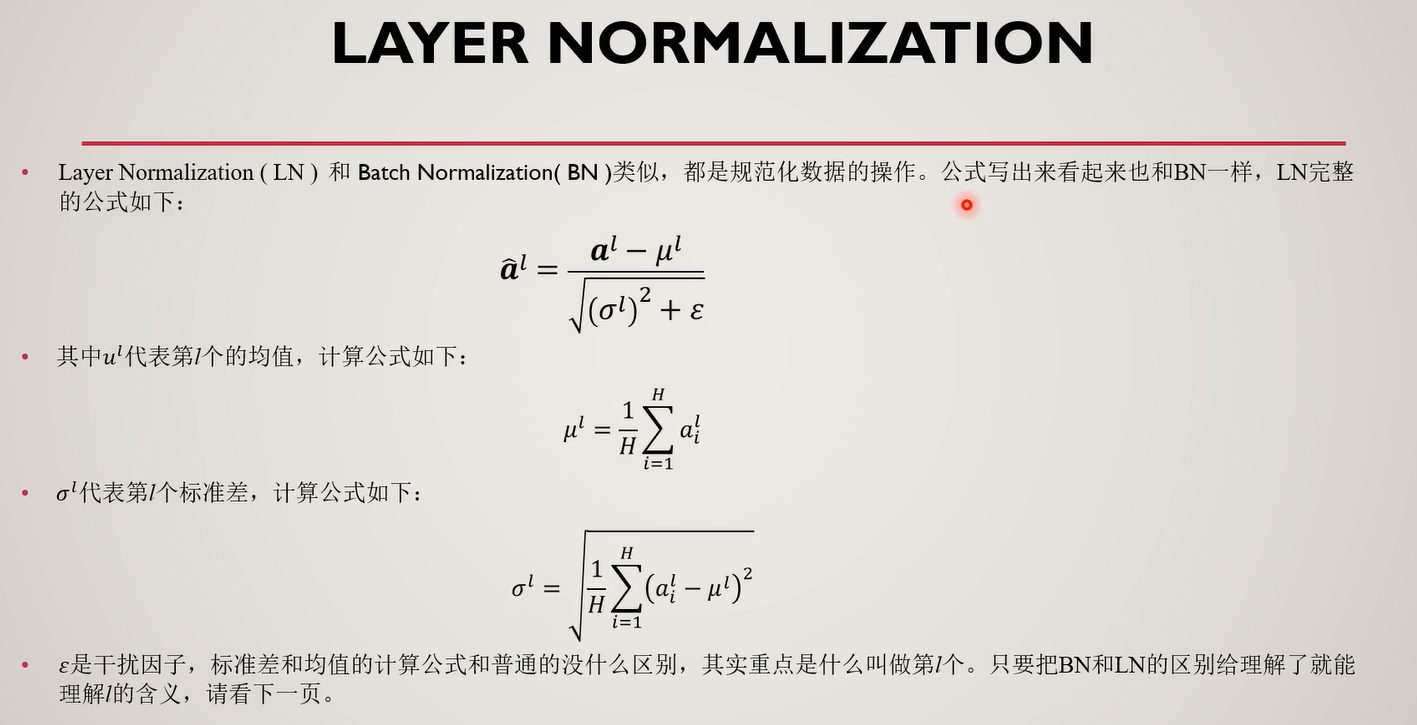 LAYER NORMALIZATION
• Layer Normalization ( LN ) 和 Batch Normalization( BN )类似，都是规范化数据的操作。公式写出来看起来也和BN一样，LN完整
的公式如下：
$\hat{\boldsymbol{a}}^l = \frac{\boldsymbol{a}^l - \mu^l}{\sqrt{(\sigma^l)^2 + \varepsilon}}$
• 其中$u^l$代表第$l$个的均值，计算公式如下：
$\mu^l = \frac{1}{H}\sum_{i=1}^{H} a_i^l$
• $\sigma^l$代表第$l$个标准差，计算公式如下：
$\sigma^l = \sqrt{\frac{1}{H}\sum_{i=1}^{H}(a_i^l - \mu^l)^2}$
• $\varepsilon$是干扰因子，标准差和均值的计算公式和普通的没什么区别，其实重点是什么叫做第$l$个。只要把BN和LN的区别给理解了就能
理解$l$的含义，请看下一页。